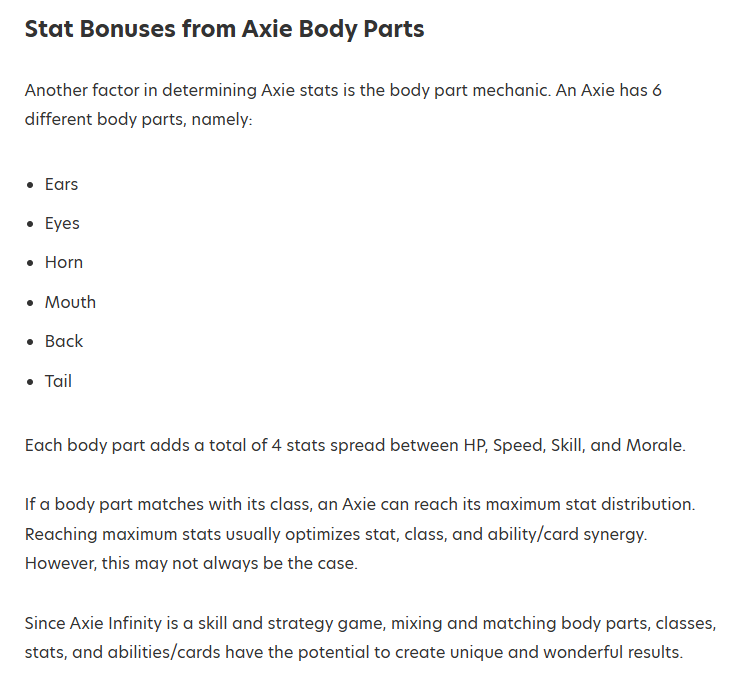 Stat Bonuses from Axie Body Parts
Another factor in determining Axie stats is the body part mechanic. An Axie has 6
different body parts, namely:
• Ears
• Eyes
• Horn
• Mouth
• Back
• Tail
Each body part adds a total of 4 stats spread between HP, Speed, Skill, and Morale.
If a body part matches with its class, an Axie can reach its maximum stat distribution.
Reaching maximum stats usually optimizes stat, class, and ability/card synergy.
However, this may not always be the case.
Since Axie Infinity is a skill and strategy game, mixing and matching body parts, classes,
stats, and abilities/cards have the potential to create unique and wonderful results.